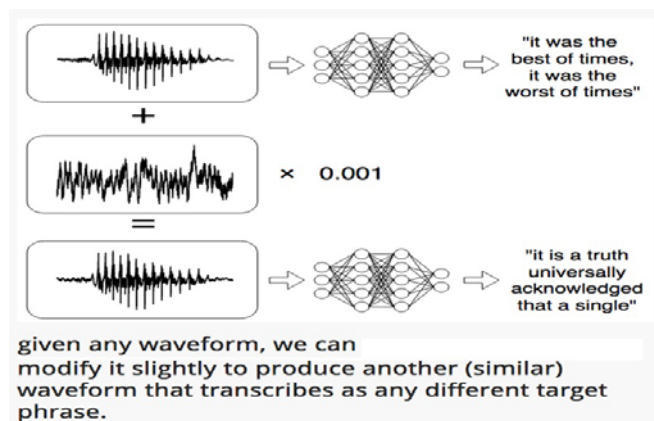 "it was the
best of times,
it was the
worst of times"
+
× 0.001
=
"it is a truth
universally
acknowledged
that a single"
given any waveform, we can
modify it slightly to produce another (similar)
waveform that transcribes as any different target
phrase.